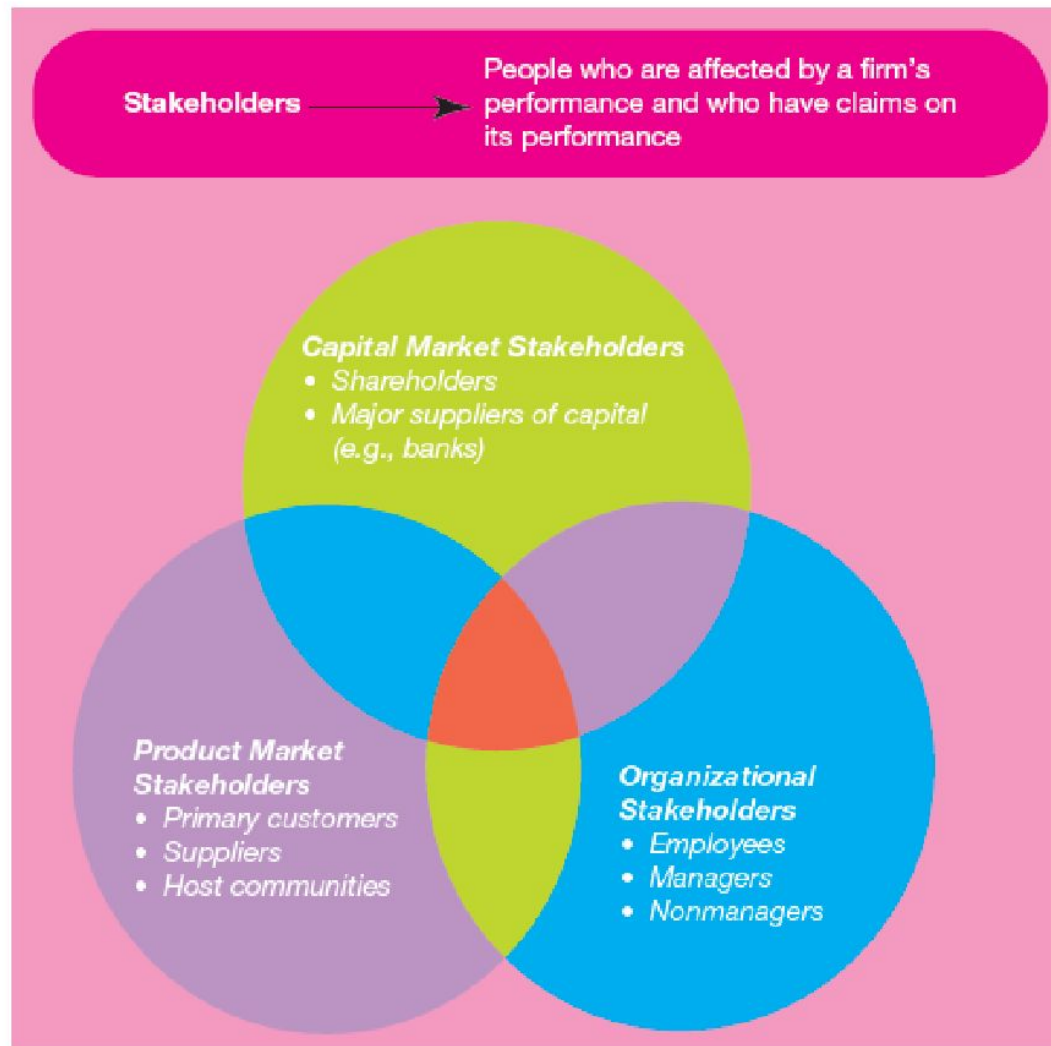 Stakeholders
People who are affected by a firm's
performance and who have claims on
its performance
Capital Market Stakeholders
• Shareholders
• Major suppliers of capital
(e.g., banks)
Product Market
Stakeholders
• Primary customers
• Suppliers
• Host communities
Organizational
Stakeholders
• Employees
• Managers
• Nonmanagers